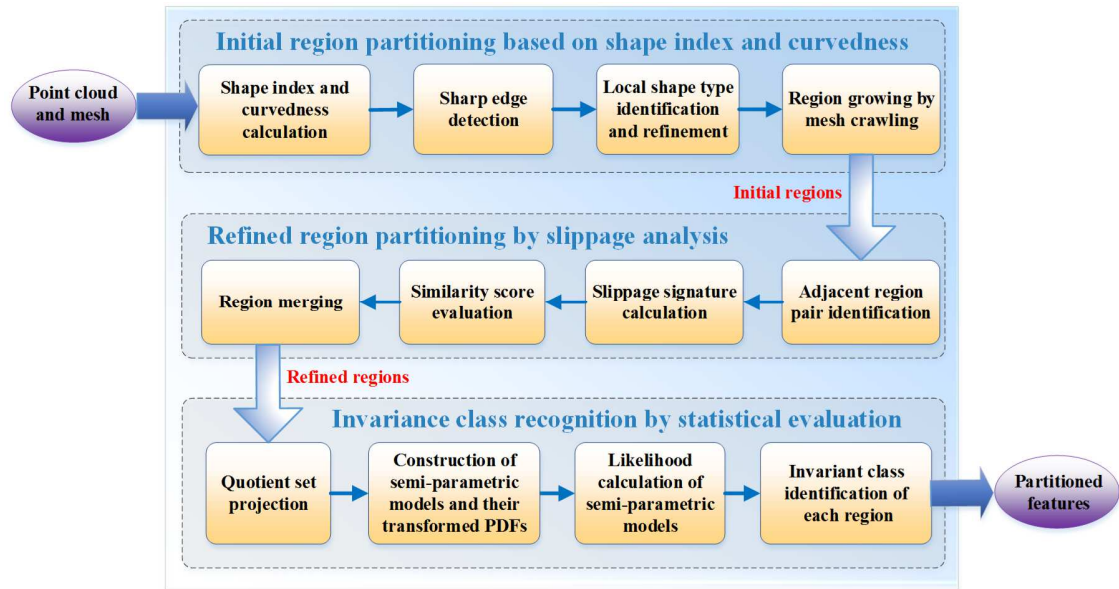 Initial region partitioning based on shape index and curvedness
Point cloud
and mesh
Shape index and
curvedness
calculation
Sharp edge
detection
Local shape type
identification
and refinement
Region growing by
mesh crawling
Initial regions
Refined region partitioning by slippage analysis
Region merging
Similarity score
evaluation
Slippage signature
calculation
Adjacent region
pair identification
Refined regions
Invariance class recognition by statistical evaluation
Quotient set
projection
Construction of
semi-parametric
models and their
transformed PDFs
Likelihood
calculation of
semi-parametric
models
Invariant class
identification of
each region
Partitioned
features